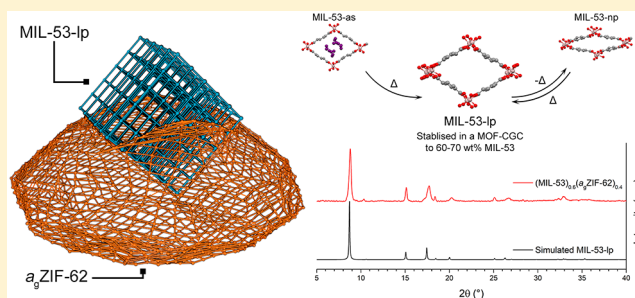 MIL-53-lp
a_gZIF-62
MIL-53-as
MIL-53-np
Δ
-Δ
Δ
MIL-53-lp
Stablised in a MOF-CGC
to 60-70 wt% MIL-53
(MIL-53)₀.₆(a_gZIF-62)₀.₄
Simulated MIL-53-lp
5 10 15 20 25 30 35 40
2θ (°)